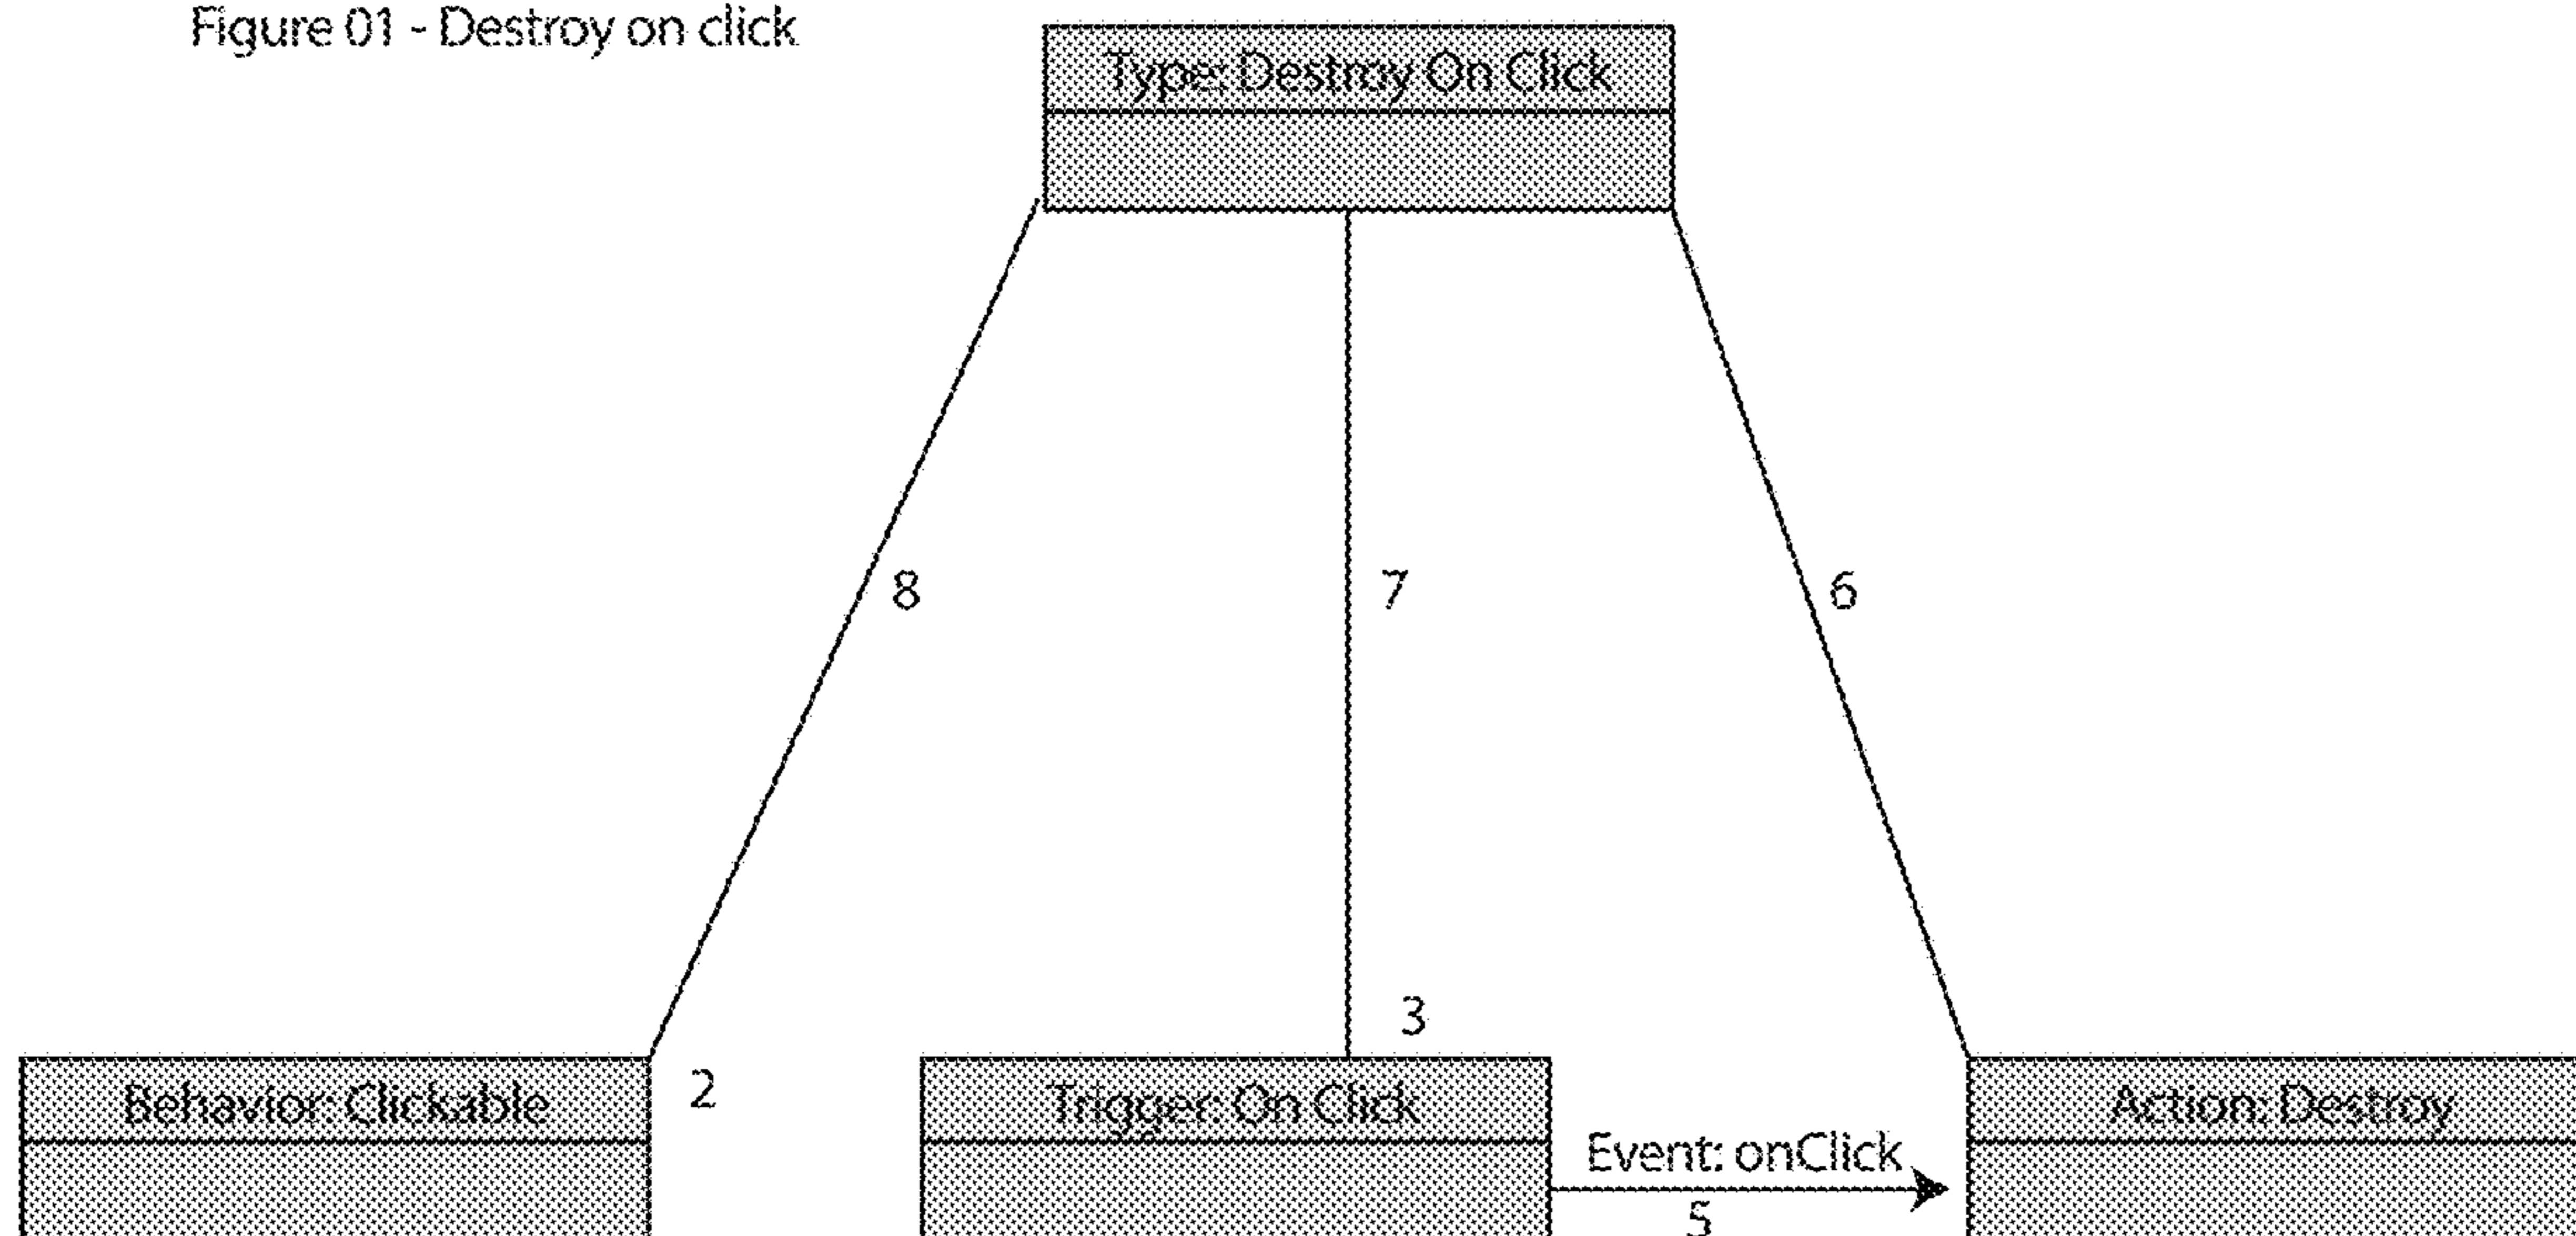 Figure 01 - Destroy on click
Type: Destroy On Click
8
7
6
3
Behavior: Clickable
2
Trigger: On Click
Event: onClick
5
Action: Destroy